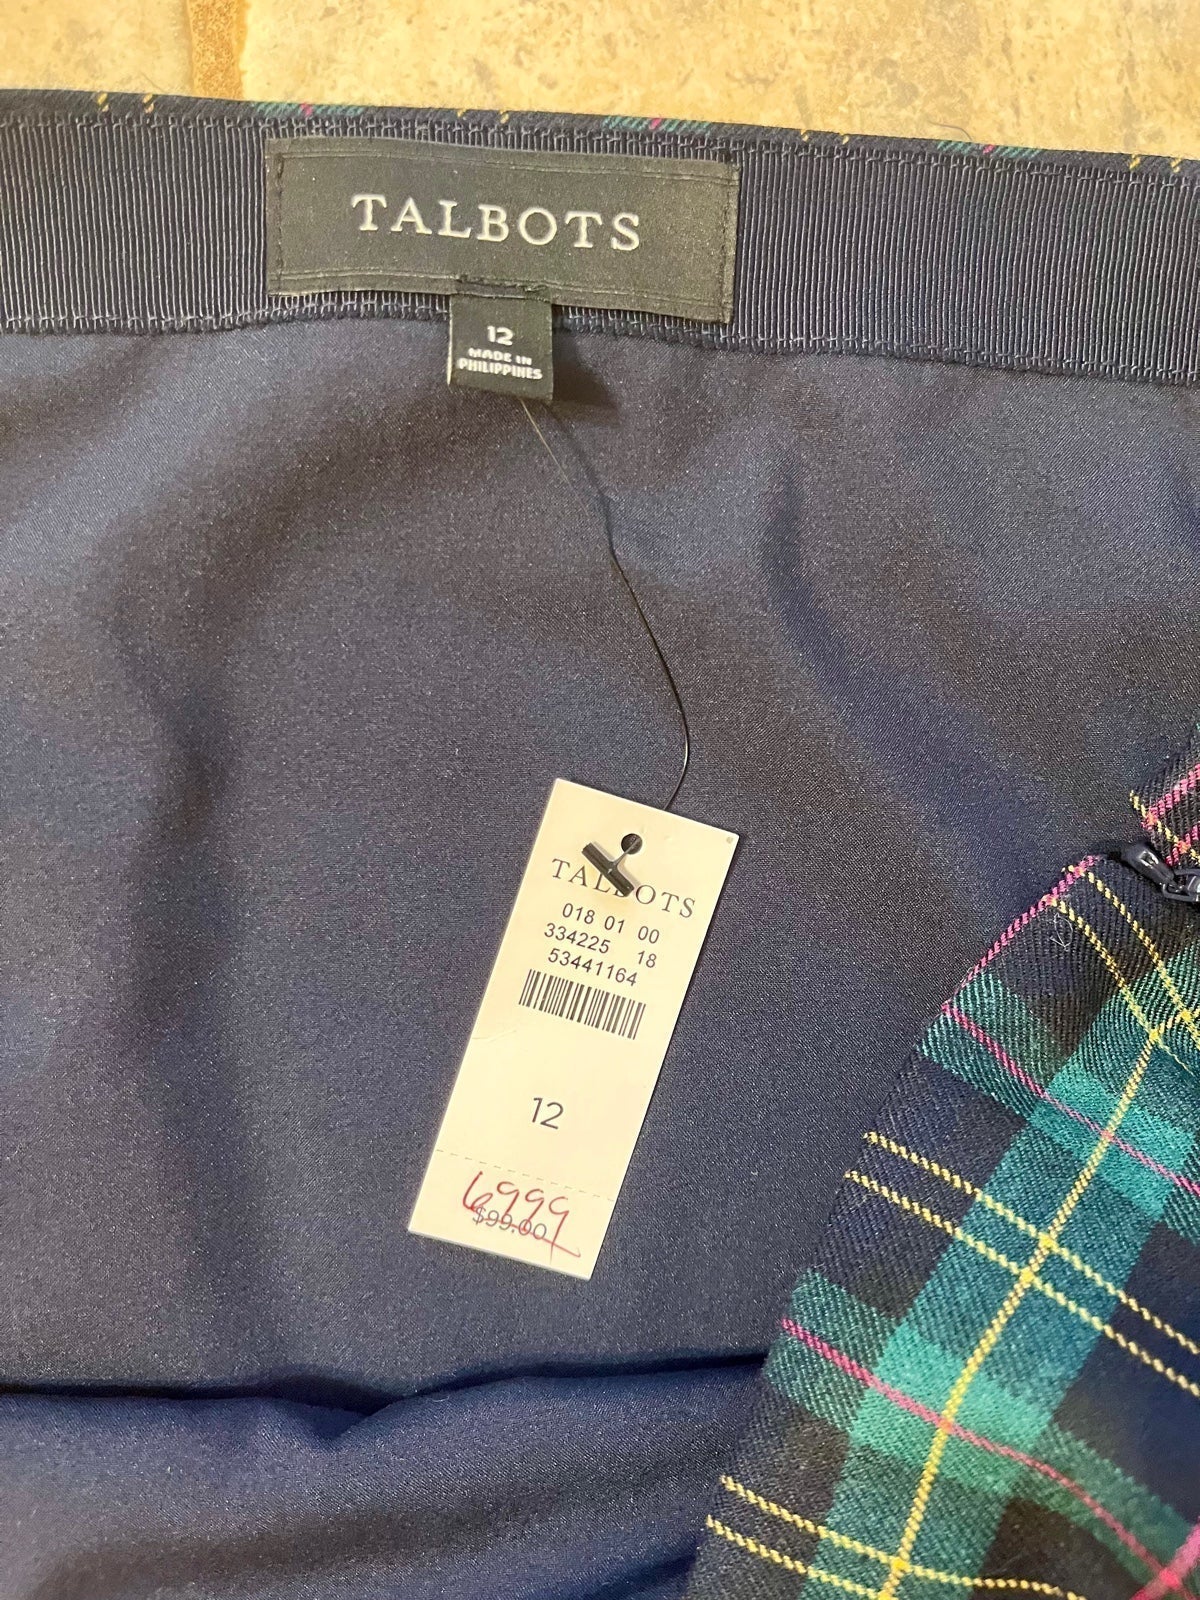 TALBOTS
12
MADE IN
PHILIPPINES
TALBOTS
018 01 00
334225 18
53441164
12
6999
$99.00